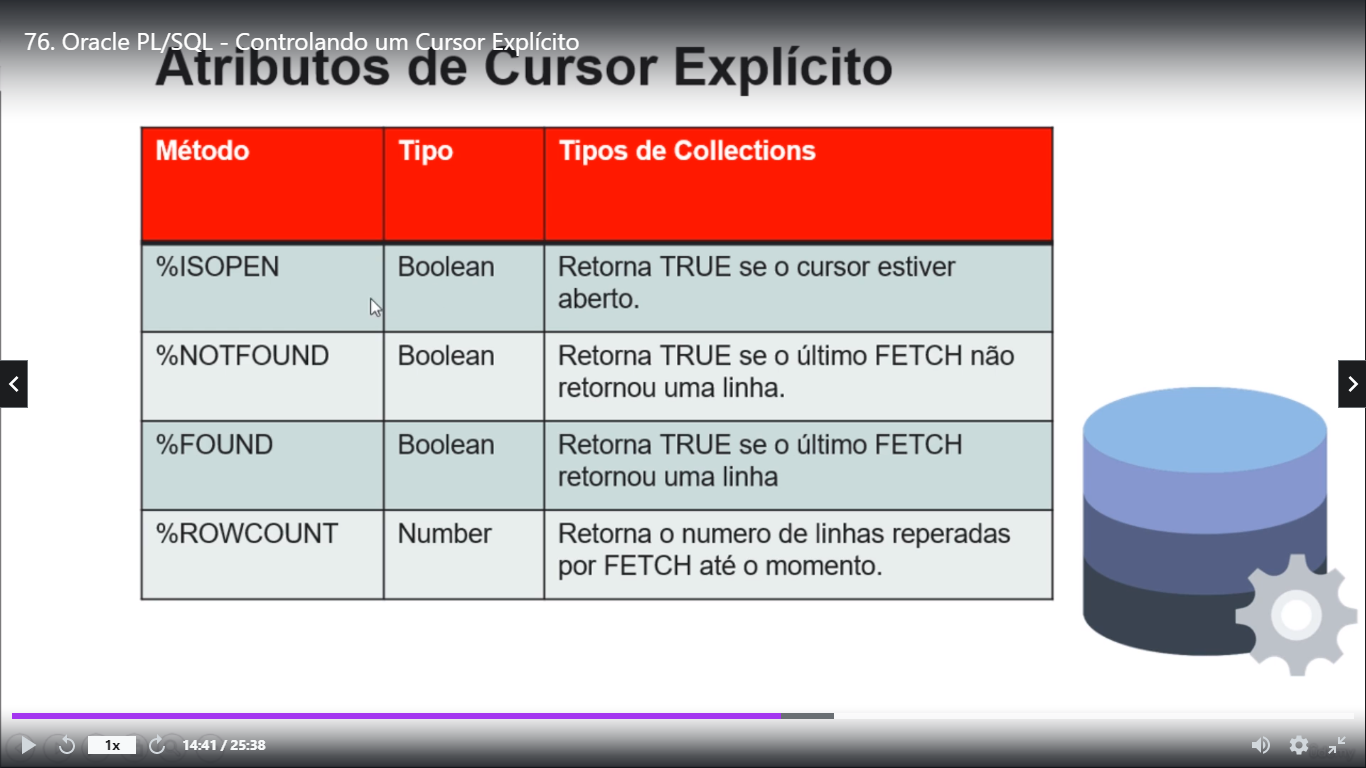 76. Oracle PL/SQL - Controlando um Cursor Explícito
Atributos de Cursor Explícito
Método
Tipo
Tipos de Collections
%ISOPEN
Boolean
Retorna TRUE se o cursor estiver
aberto.
%NOTFOUND
Boolean
Retorna TRUE se o último FETCH não
retornou uma linha.
%FOUND
Boolean
Retorna TRUE se o último FETCH
retornou uma linha
%ROWCOUNT
Number
Retorna o numero de linhas reperadas
por FETCH até o momento.
1x
14:41 / 25:38